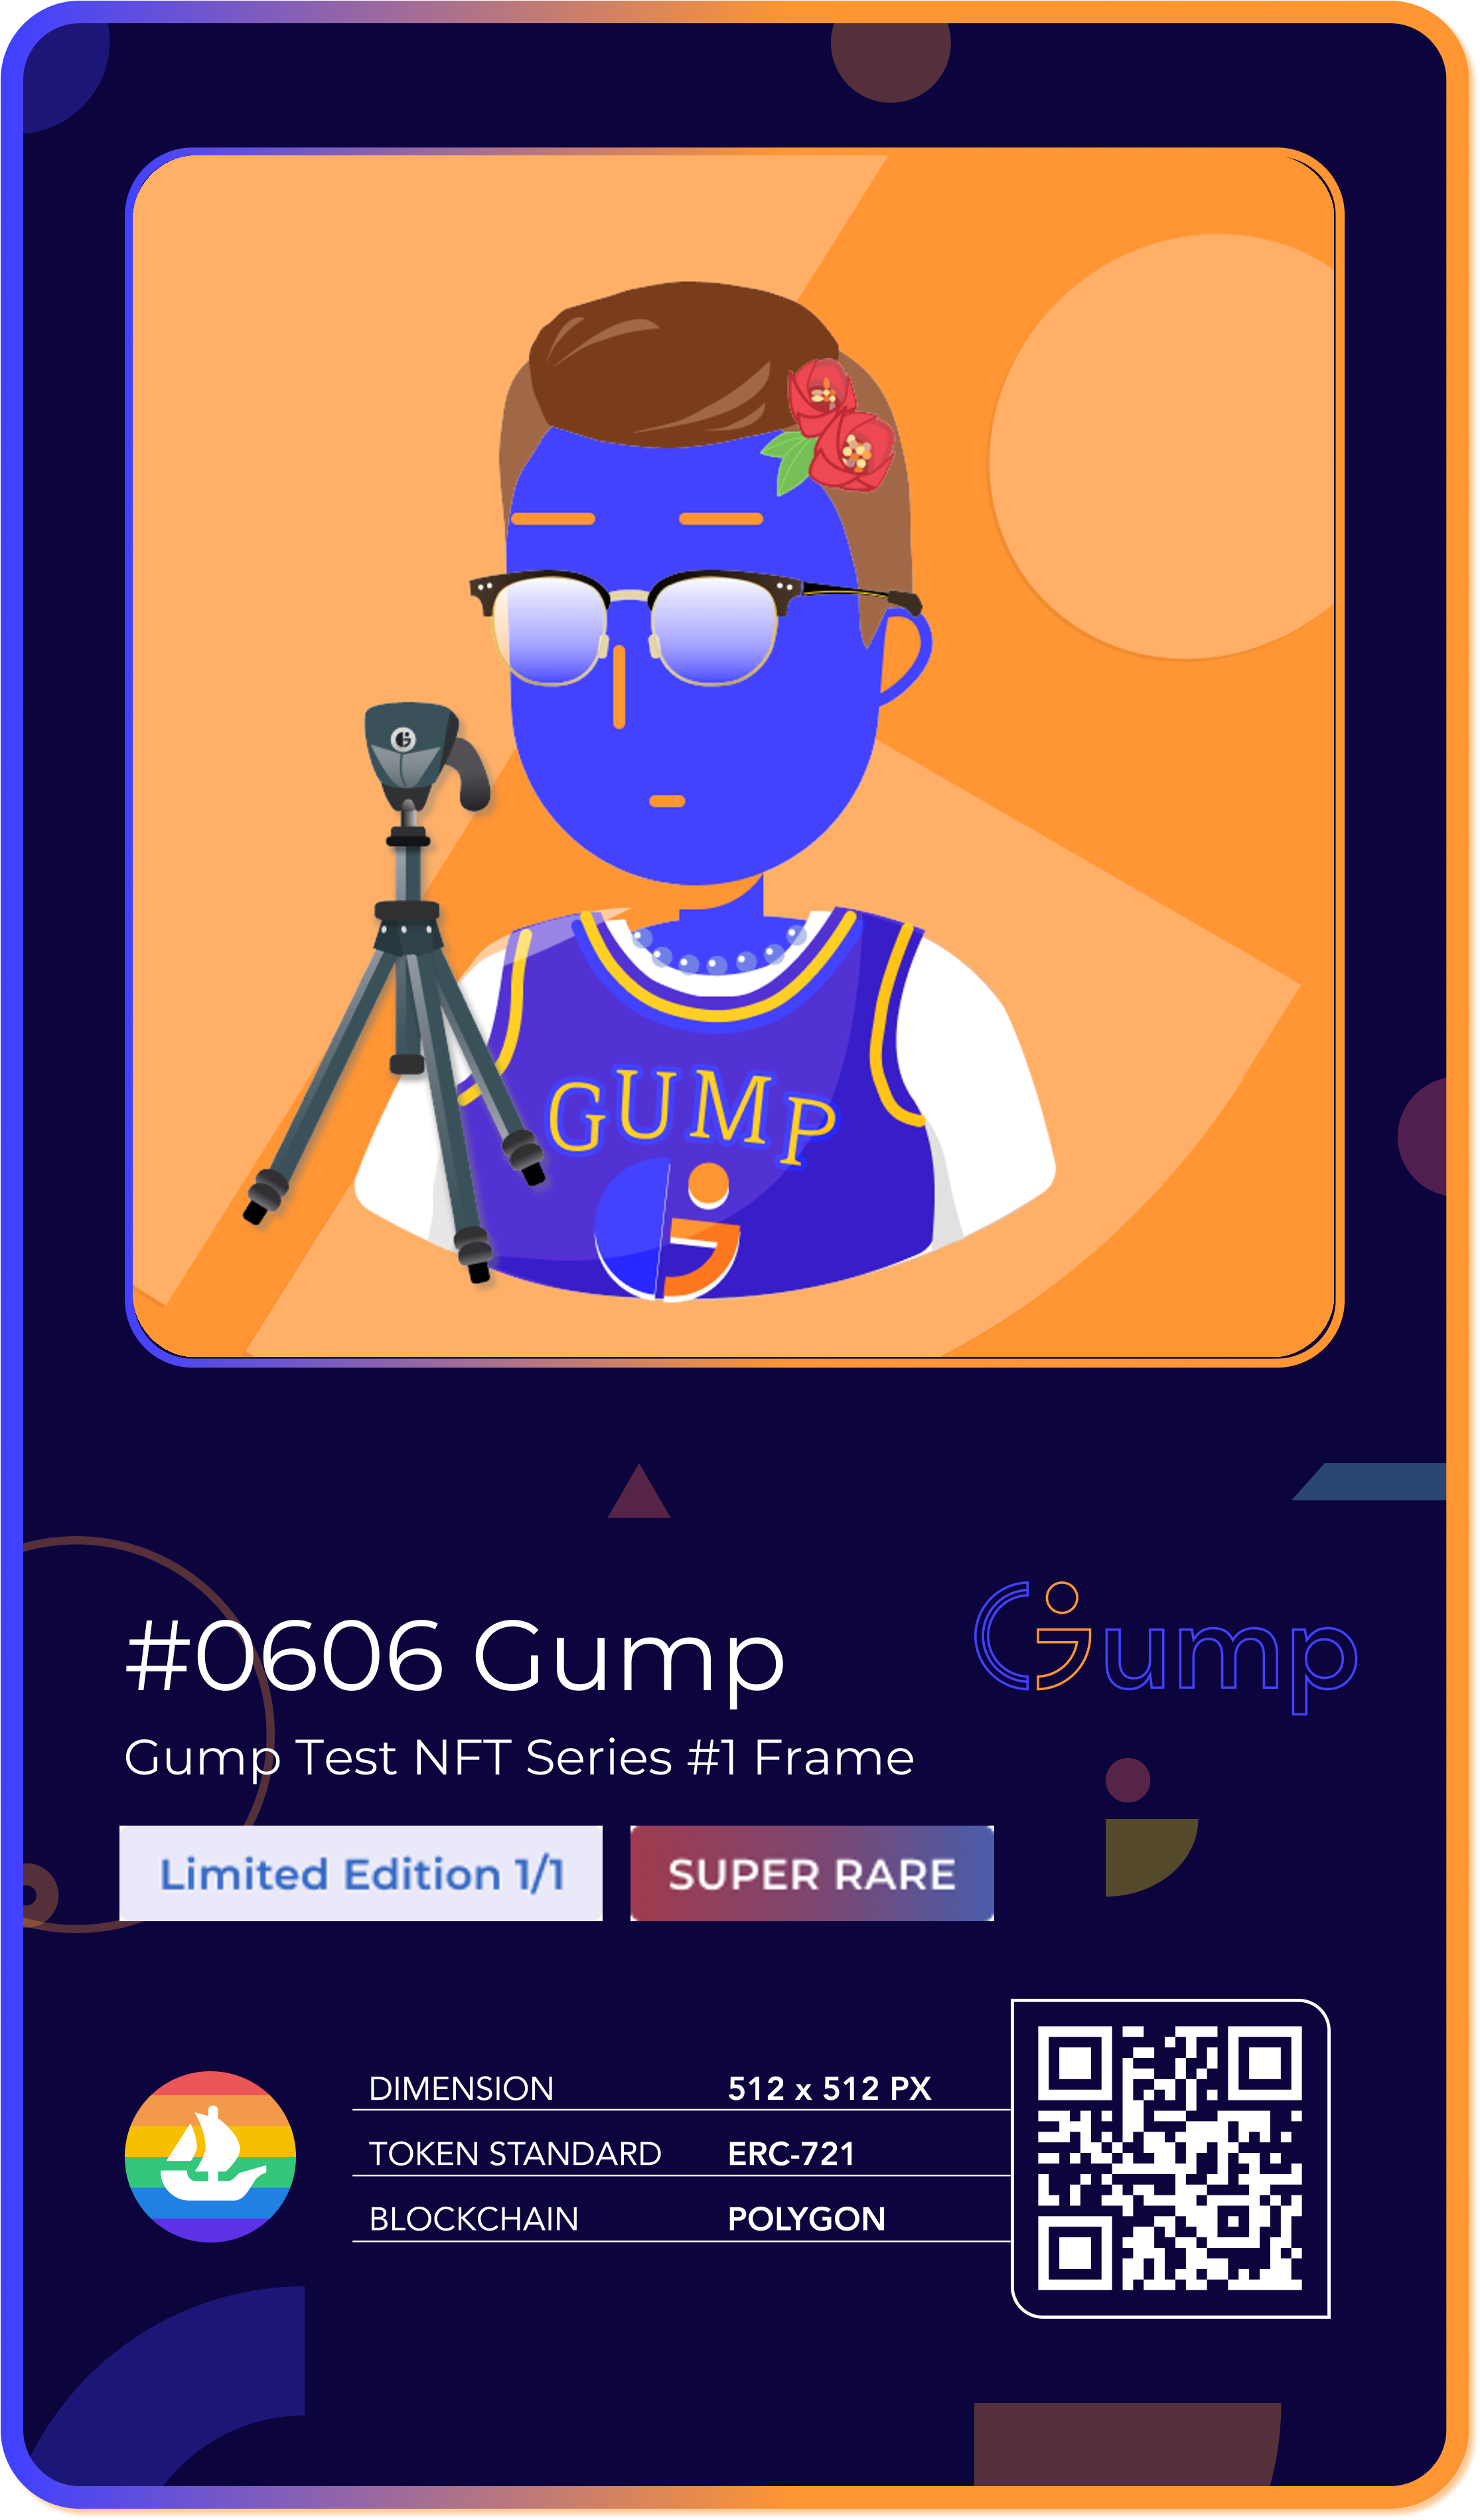 GUMP
#0606 Gump
Gump
Gump Test NFT Series #1 Frame
Limited Edition 1/1
SUPER RARE
DIMENSION 512 x 512 PX
TOKEN STANDARD ERC-721
BLOCKCHAIN POLYGON